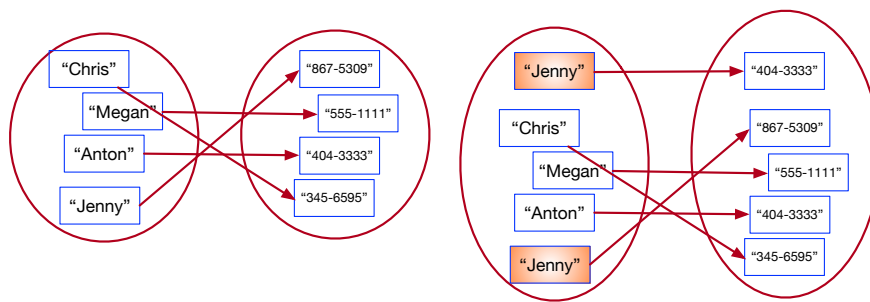 “Chris”
“Megan”
“Anton”
“Jenny”
“867-5309”
“555-1111”
“404-3333”
“345-6595”
“Jenny”
“Chris”
“Megan”
“Anton”
“Jenny”
“404-3333”
“867-5309”
“555-1111”
“404-3333”
“345-6595”